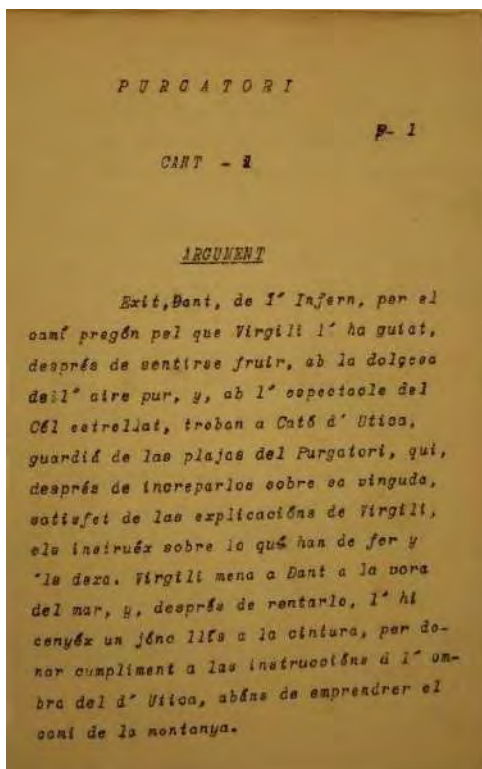 PURGATORI
P- 1
CANT - 1
ARGUMENT
Exit, Dant, de l´ Infern, per el
camí pregón pel que Virgili l´ ha guiat,
després de sentirse fruir, ab la dolçesa
dell´ aire pur, y, ab l´ espectacle del
Cél estrellat, troban a Cató d´ Utica,
guardiá de las plajas del Purgatori, qui,
després de increparlos sobre sa vinguda,
satisfet de las explicacións de Virgili,
els instruéx sobre lo qué han de fer y
´ls dexa. Virgili mena a Dant a la vora
del mar, y, després de rentarlo, l´ hi
cenyéx un jónc llís a la cintura, per do-
nar cumpliment a las instruccións d l´ om-
bra del d´ Utica, abáns de emprendrer el
camí de la montanya.